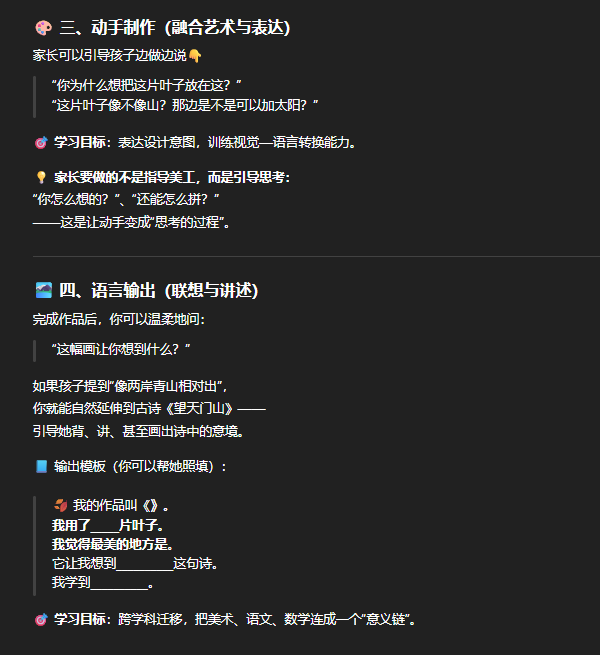 🎨 三、动手制作（融合艺术与表达）
家长可以引导孩子边做边说👇
“你为什么想把这片叶子放在这？”
“这片叶子像不像山？那边是不是可以加太阳？”
🎯 学习目标：表达设计意图，训练视觉—语言转换能力。
💡 家长要做的不是指导美工，而是引导思考：
“你怎么想的？”、“还能怎么拼？”
——这是让动手变成“思考的过程”。
🌁 四、语言输出（联想与讲述）
完成作品后，你可以温柔地问：
“这幅画让你想到什么？”
如果孩子提到“像两岸青山相对出”，
你就能自然延伸到古诗《望天门山》——
引导她背、讲、甚至画出诗中的意境。
📘 输出模板（你可以帮她照填）：
🍂 我的作品叫《》。
我用了____片叶子。
我觉得最美的地方是。
它让我想到________这句诗。
我学到________。
🎯 学习目标：跨学科迁移，把美术、语文、数学连成一个“意义链”。